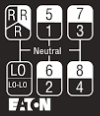 R R 5 7
R 1 3
Neutral
LO 6 8
LO-LO 2 4
EATON